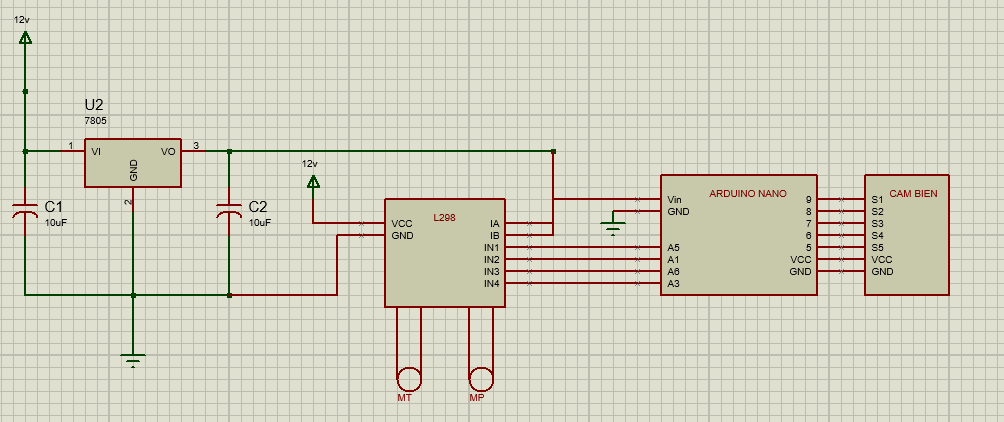 12v
U2
7805
1 VI VO 3
GND
2
C1
10uF
C2
10uF
12v
L298
VCC IA
GND IB
IN1
IN2
IN3
IN4
MT MP
ARDUINO NANO
Vin 9
GND 8
7
6
A5 5
A1 VCC
A6 GND
A3
CAM BIEN
S1
S2
S3
S4
S5
VCC
GND